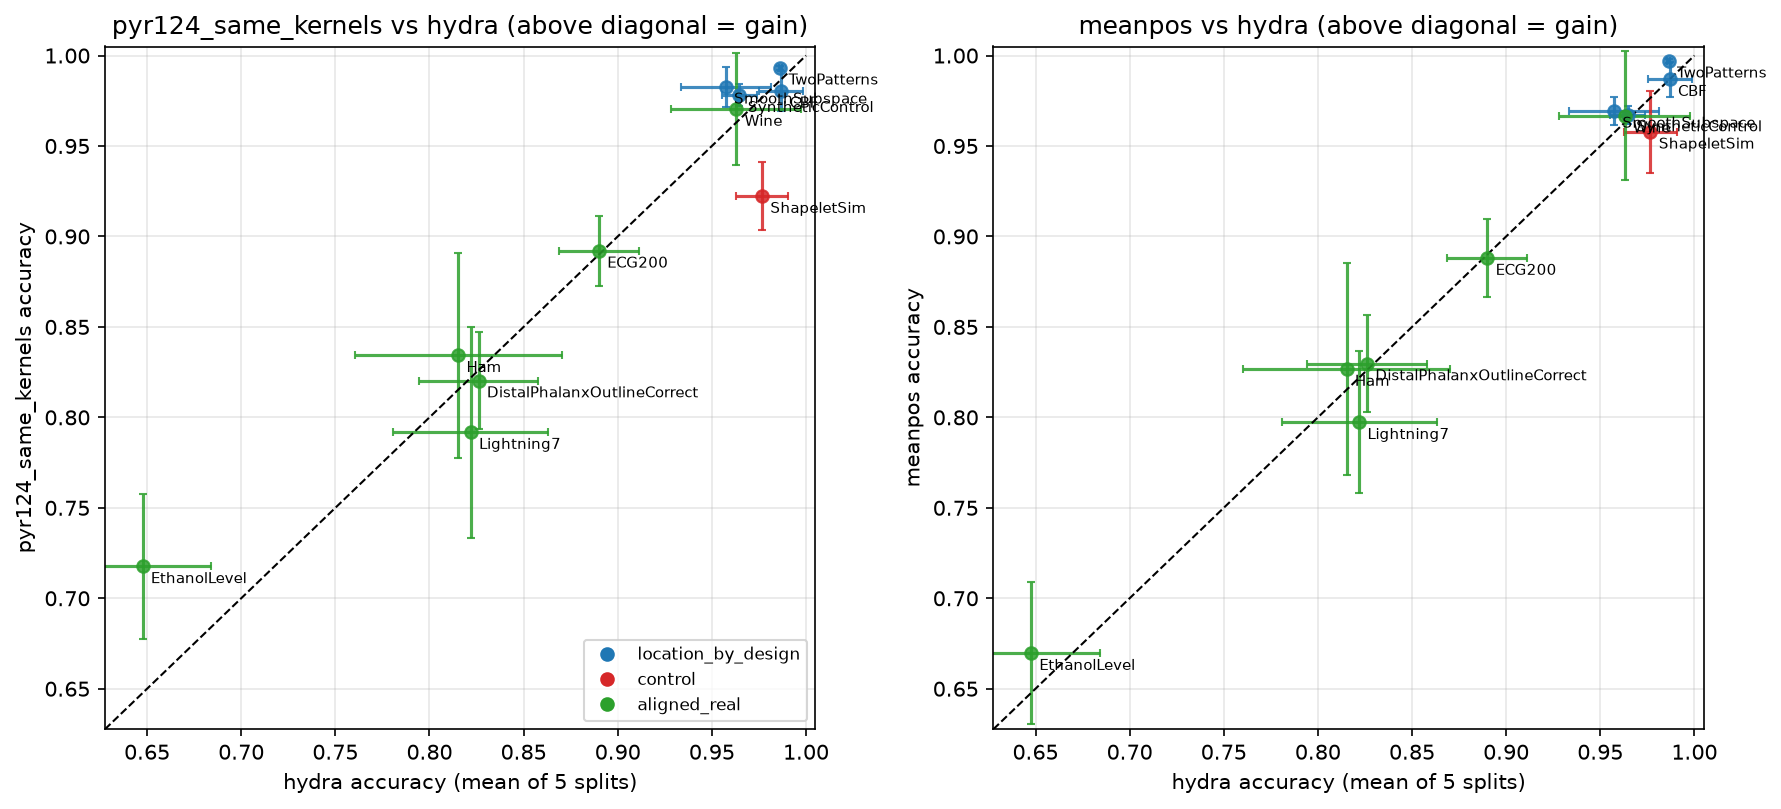 pyr124_same_kernels vs hydra (above diagonal = gain)
pyr124_same_kernels accuracy
1.00
0.95
0.90
0.85
0.80
0.75
0.70
0.65
TwoPatterns
SmoothSubspace
CBF
SyntheticControl
Wine
ShapeletSim
ECG200
Ham
DistalPhalanxOutlineCorrect
Lightning7
EthanolLevel
location_by_design
control
aligned_real
0.65 0.70 0.75 0.80 0.85 0.90 0.95 1.00
hydra accuracy (mean of 5 splits)
meanpos vs hydra (above diagonal = gain)
meanpos accuracy
1.00
0.95
0.90
0.85
0.80
0.75
0.70
0.65
TwoPatterns
CBF
SmoothSubspace
SyntheticControl
Wine
ShapeletSim
ECG200
DistalPhalanxOutlineCorrect
Ham
Lightning7
EthanolLevel
0.65 0.70 0.75 0.80 0.85 0.90 0.95 1.00
hydra accuracy (mean of 5 splits)